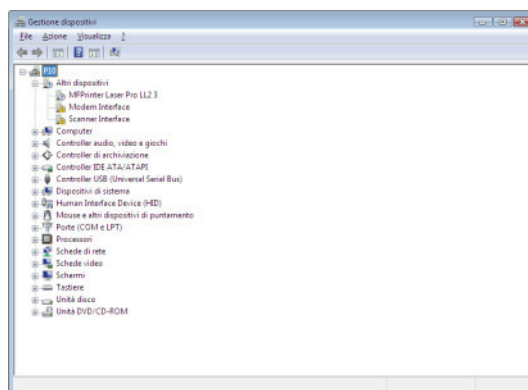 Gestione dispositivi
File Azione Visualizza ?
P10
Altri dispositivi
MFPrinter Laser Pro LL2 3
Modem Interface
Scanner Interface
Computer
Controller audio, video e giochi
Controller di archiviazione
Controller IDE ATA/ATAPI
Controller USB (Universal Serial Bus)
Dispositivi di sistema
Human Interface Device (HID)
Mouse e altri dispositivi di puntamento
Porte (COM e LPT)
Processori
Schede di rete
Schede video
Schermi
Tastiere
Unità disco
Unità DVD/CD-ROM